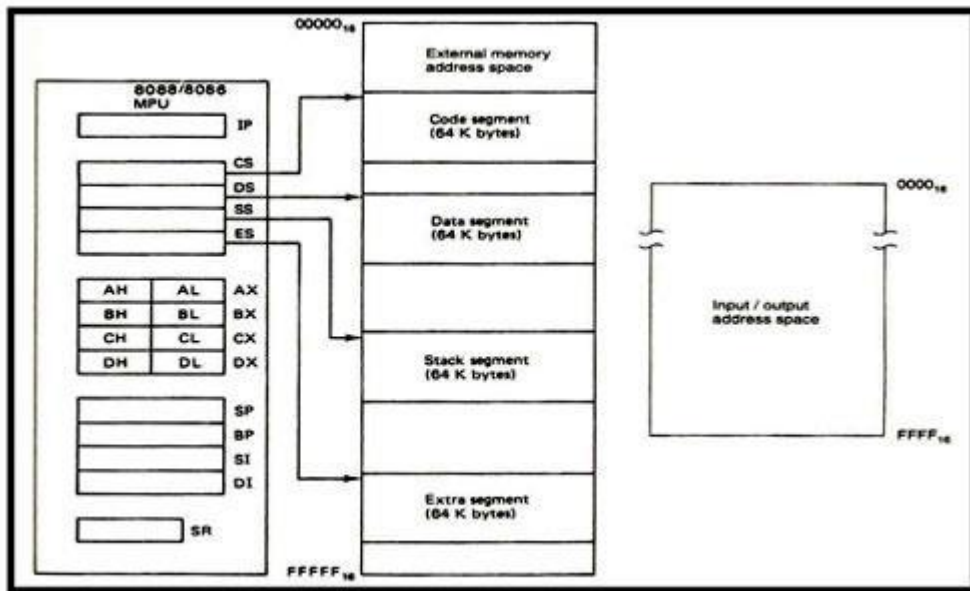 8088/8086
MPU
IP
CS
DS
SS
ES
AH AL AX
BH BL BX
CH CL CX
DH DL DX
SP
BP
SI
DI
SR
00000₁₆
External memory
address space
Code segment
(64 K bytes)
Data segment
(64 K bytes)
Stack segment
(64 K bytes)
Extra segment
(64 K bytes)
FFFFF₁₆
0000₁₆
Input / output
address space
FFFF₁₆